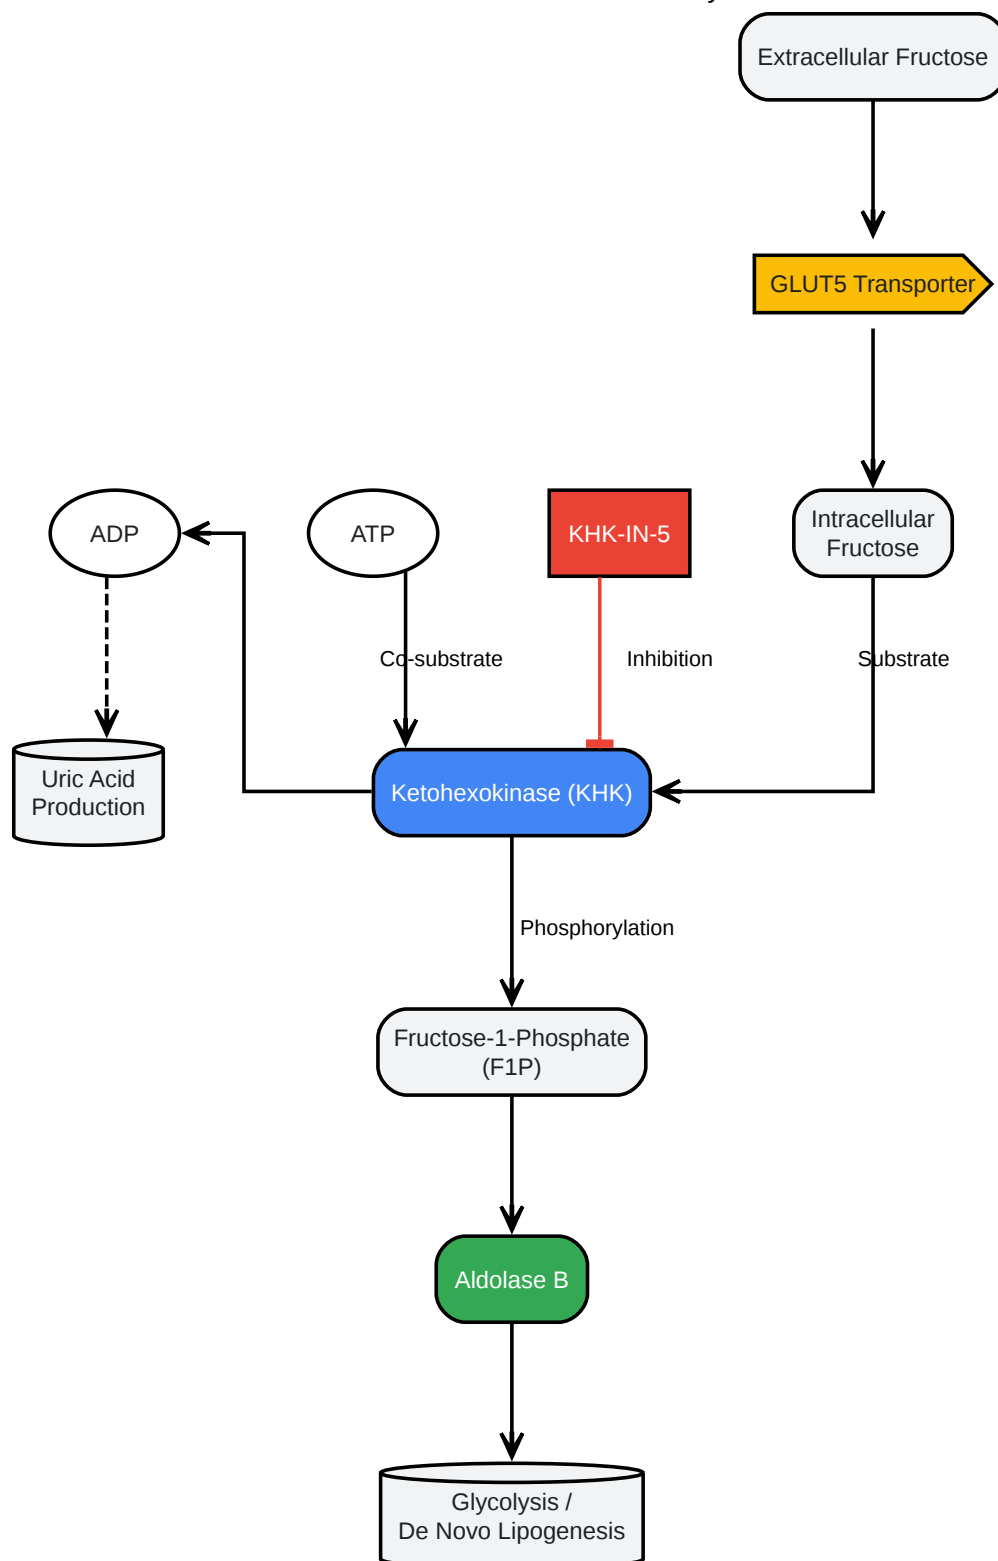 Extracellular Fructose
GLUT5 Transporter
ADP
ATP
KHK-IN-5
Intracellular
Fructose
Co-substrate
Inhibition
Substrate
Uric Acid
Production
Ketohexokinase (KHK)
Phosphorylation
Fructose-1-Phosphate
(F1P)
Aldolase B
Glycolysis /
De Novo Lipogenesis